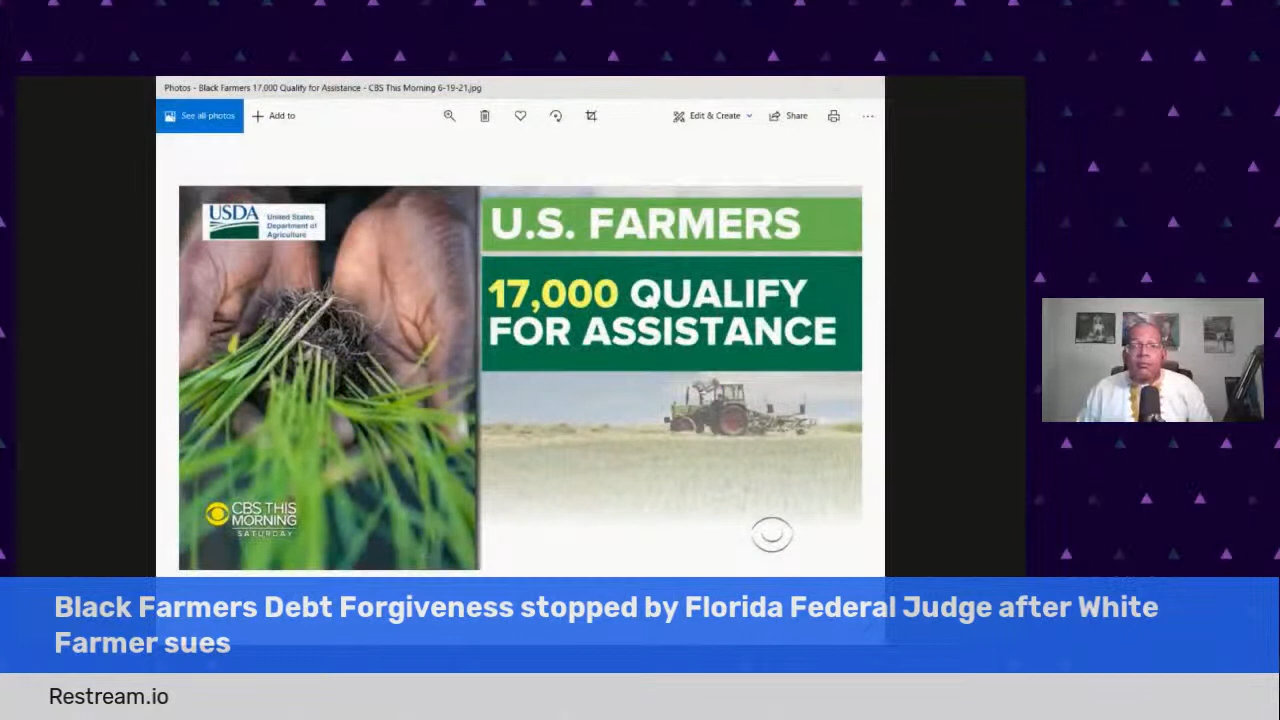 Photos - Black Farmers 17,000 Qualify for Assistance - CBS This Morning 6-19-21.jpg
See all photos
Add to
Edit & Create
Share
USDA
United States
Department of
Agriculture
U.S. FARMERS
17,000 QUALIFY
FOR ASSISTANCE
CBS THIS
MORNING
SATURDAY
Black Farmers Debt Forgiveness stopped by Florida Federal Judge after White
Farmer sues
Restream.io